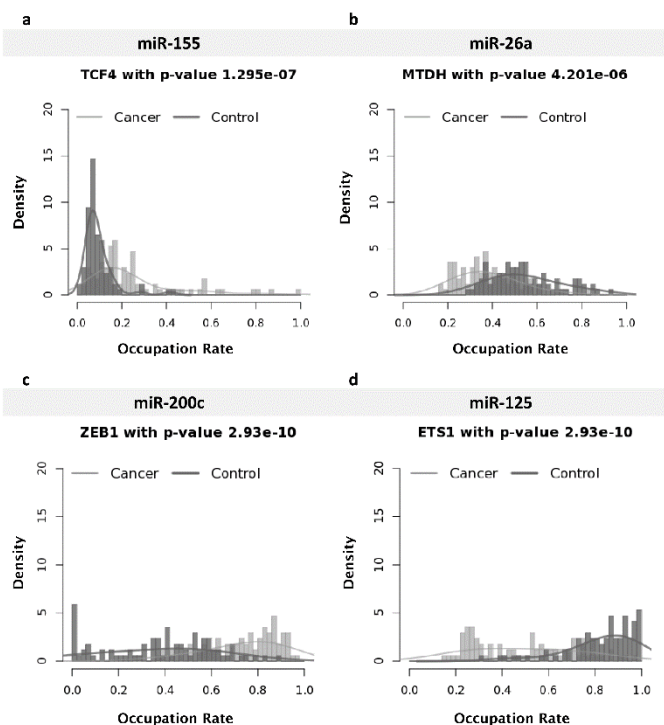 a
miR-155
TCF4 with p-value 1.295e-07
Cancer
Control
Density
20
15
10
5
0
0.0 0.2 0.4 0.6 0.8 1.0
Occupation Rate
b
miR-26a
MTDH with p-value 4.201e-06
Cancer
Control
Density
20
15
10
5
0
0.0 0.2 0.4 0.6 0.8 1.0
Occupation Rate
c
miR-200c
ZEB1 with p-value 2.93e-10
Cancer
Control
Density
20
15
10
5
0
0.0 0.2 0.4 0.6 0.8 1.0
Occupation Rate
d
miR-125
ETS1 with p-value 2.93e-10
Cancer
Control
Density
20
15
10
5
0
0.0 0.2 0.4 0.6 0.8 1.0
Occupation Rate